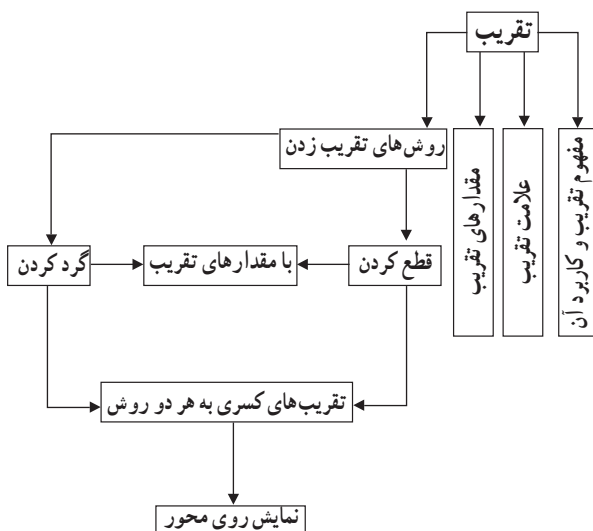 تقریب
مفهوم تقریب و کاربرد آن
علامت تقریب
مقدارهای تقریب
روش‌های تقریب زدن
قطع کردن
با مقدارهای تقریب
گرد کردن
تقریب‌های کسری به هر دو روش
نمایش روی محور